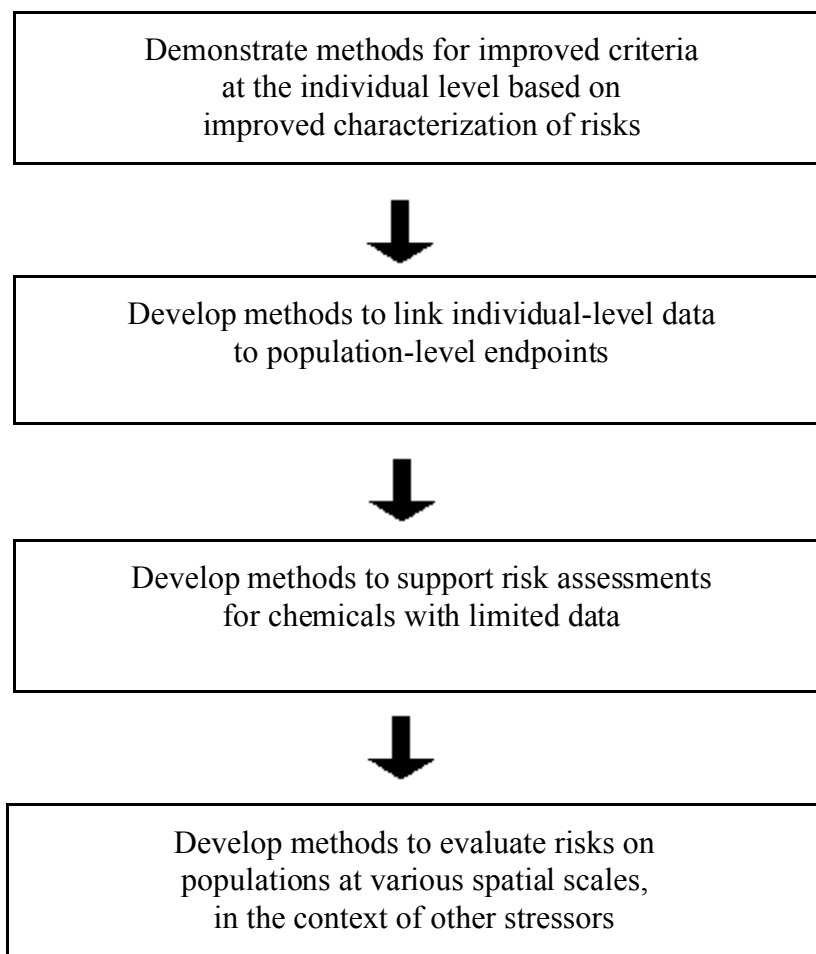 Demonstrate methods for improved criteria
at the individual level based on
improved characterization of risks
Develop methods to link individual-level data
to population-level endpoints
Develop methods to support risk assessments
for chemicals with limited data
Develop methods to evaluate risks on
populations at various spatial scales,
in the context of other stressors